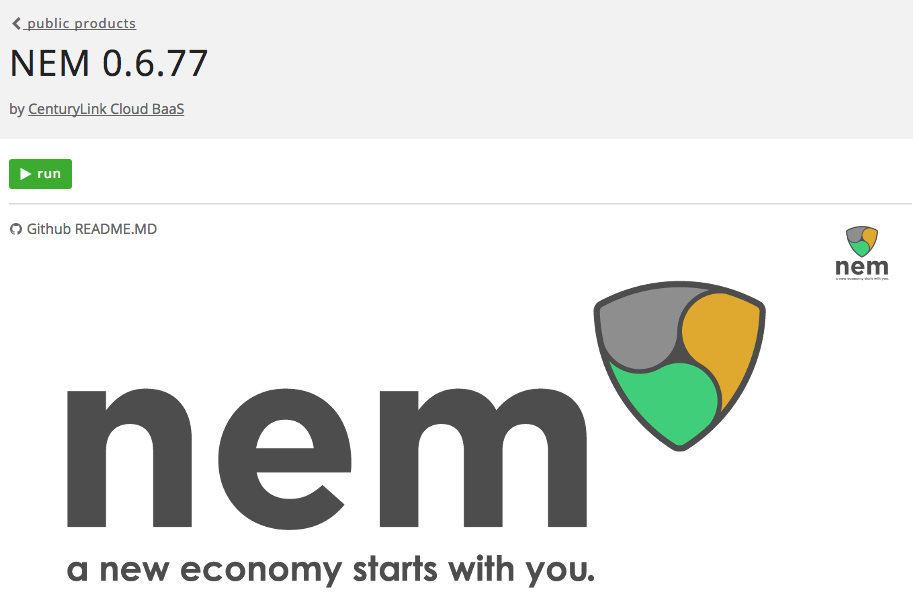 public products
NEM 0.6.77
by CenturyLink Cloud BaaS
run
Github README.MD
nem
a new economy starts with you.
nem
a new economy starts with you.